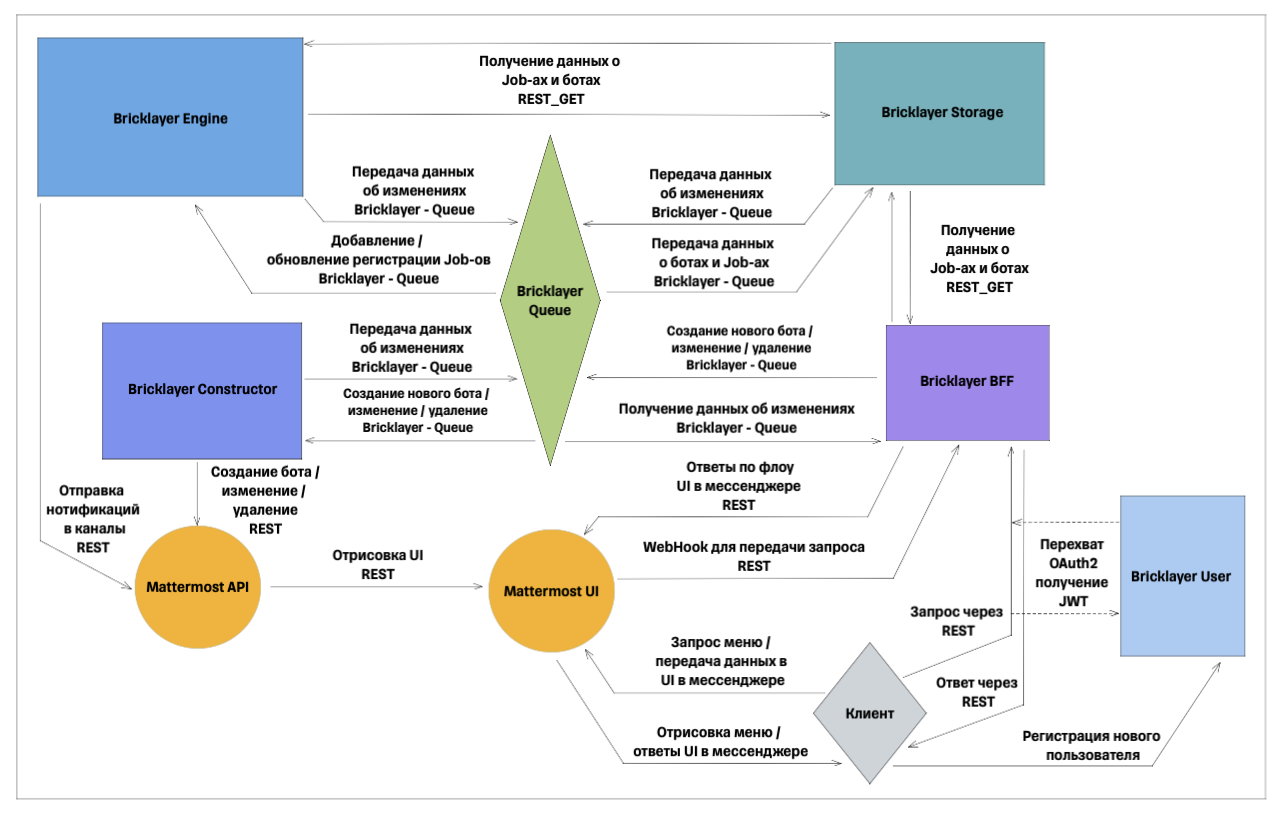 Bricklayer Engine
Получение данных о
Job-ах и ботах
REST_GET
Bricklayer Storage
Передача данных
об изменениях
Bricklayer - Queue
Передача данных
об изменениях
Bricklayer - Queue
Добавление /
обновление регистрации Job-ов
Bricklayer - Queue
Передача данных
о ботах и Job-ах
Bricklayer - Queue
Получение
данных о
Job-ах и ботах
REST_GET
Bricklayer
Queue
Bricklayer Constructor
Передача данных
об изменениях
Bricklayer - Queue
Создание нового бота /
изменение / удаление
Bricklayer - Queue
Bricklayer BFF
Создание нового бота /
изменение / удаление
Bricklayer - Queue
Получение данных об изменениях
Bricklayer - Queue
Создание бота /
изменение /
удаление
REST
Отправка
нотификаций
в каналы
REST
Ответы по флоу
UI в мессенджере
REST
Mattermost API
Отрисовка UI
REST
Mattermost UI
WebHook для передачи запроса
REST
Перехват
OAuth2
получение
JWT
Bricklayer User
Запрос через
REST
Запрос меню /
передача данных в
UI в мессенджере
Ответ через
REST
Клиент
Отрисовка меню /
ответы UI в мессенджере
Регистрация нового
пользователя